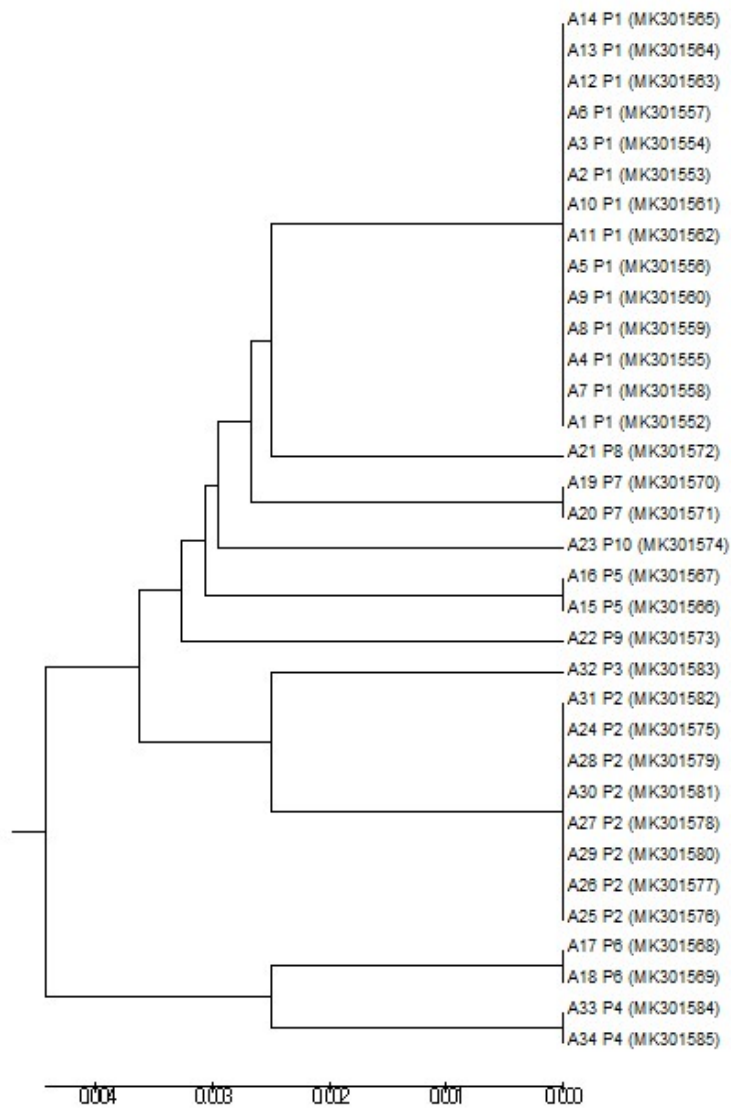 A14 P1 (MK301565)
A13 P1 (MK301564)
A12 P1 (MK301563)
A6 P1 (MK301557)
A3 P1 (MK301554)
A2 P1 (MK301553)
A10 P1 (MK301561)
A11 P1 (MK301562)
A5 P1 (MK301556)
A9 P1 (MK301560)
A8 P1 (MK301559)
A4 P1 (MK301555)
A7 P1 (MK301558)
A1 P1 (MK301552)
A21 P8 (MK301572)
A19 P7 (MK301570)
A20 P7 (MK301571)
A23 P10 (MK301574)
A16 P5 (MK301567)
A15 P5 (MK301566)
A22 P9 (MK301573)
A32 P3 (MK301583)
A31 P2 (MK301582)
A24 P2 (MK301575)
A28 P2 (MK301579)
A30 P2 (MK301581)
A27 P2 (MK301578)
A29 P2 (MK301580)
A26 P2 (MK301577)
A25 P2 (MK301576)
A17 P6 (MK301568)
A18 P6 (MK301569)
A33 P4 (MK301584)
A34 P4 (MK301585)
0.004 0.003 0.002 0.001 0.000